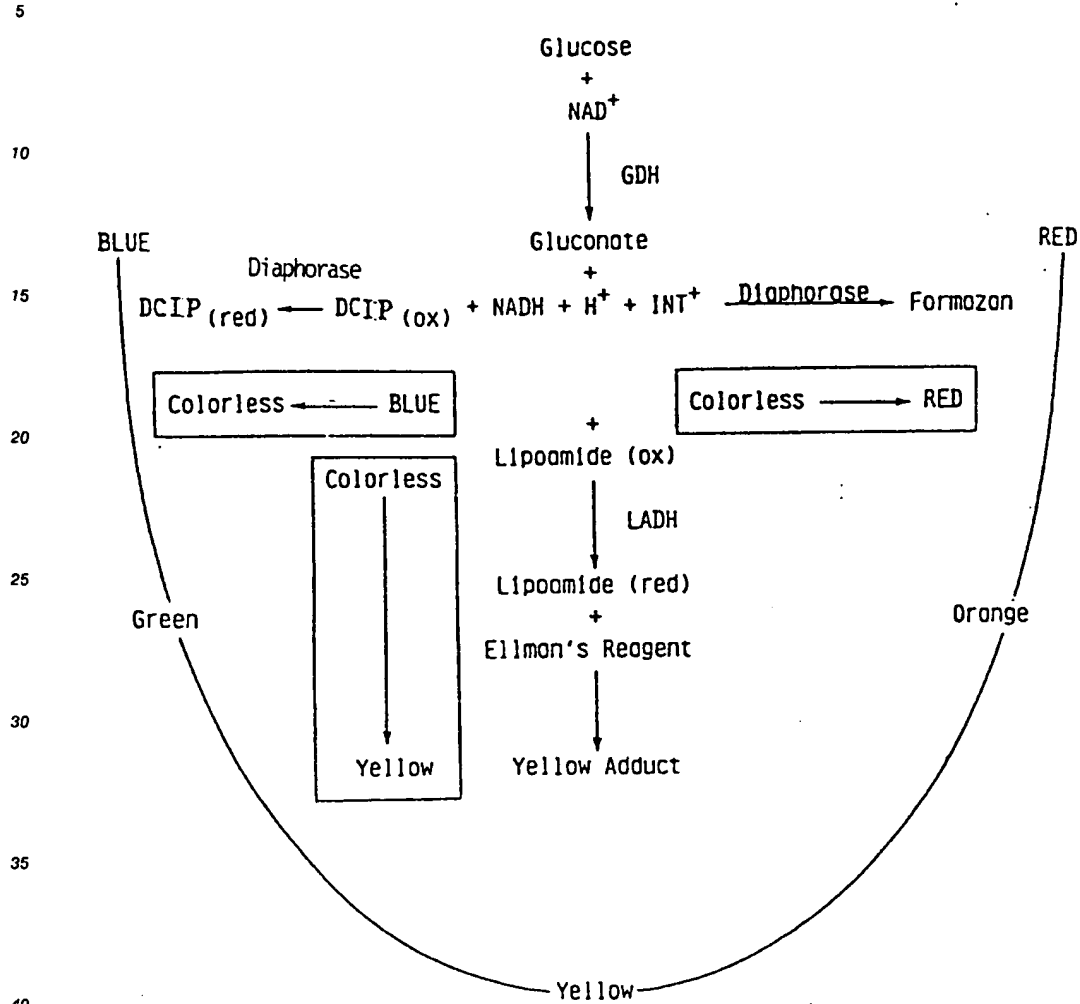 5
Glucose
+
NAD+
10
GDH
BLUE
Gluconate
RED
Diaphorase
+
15
DCIP (red) ← DCIP (ox) + NADH + H+ + INT+ Diaphorase → Formazan
Colorless ← BLUE
Colorless → RED
20
+
Lipoamide (ox)
Colorless
LADH
25
Lipoamide (red)
Green
+
Orange
Ellman's Reagent
30
Yellow
Yellow Adduct
35
Yellow
40